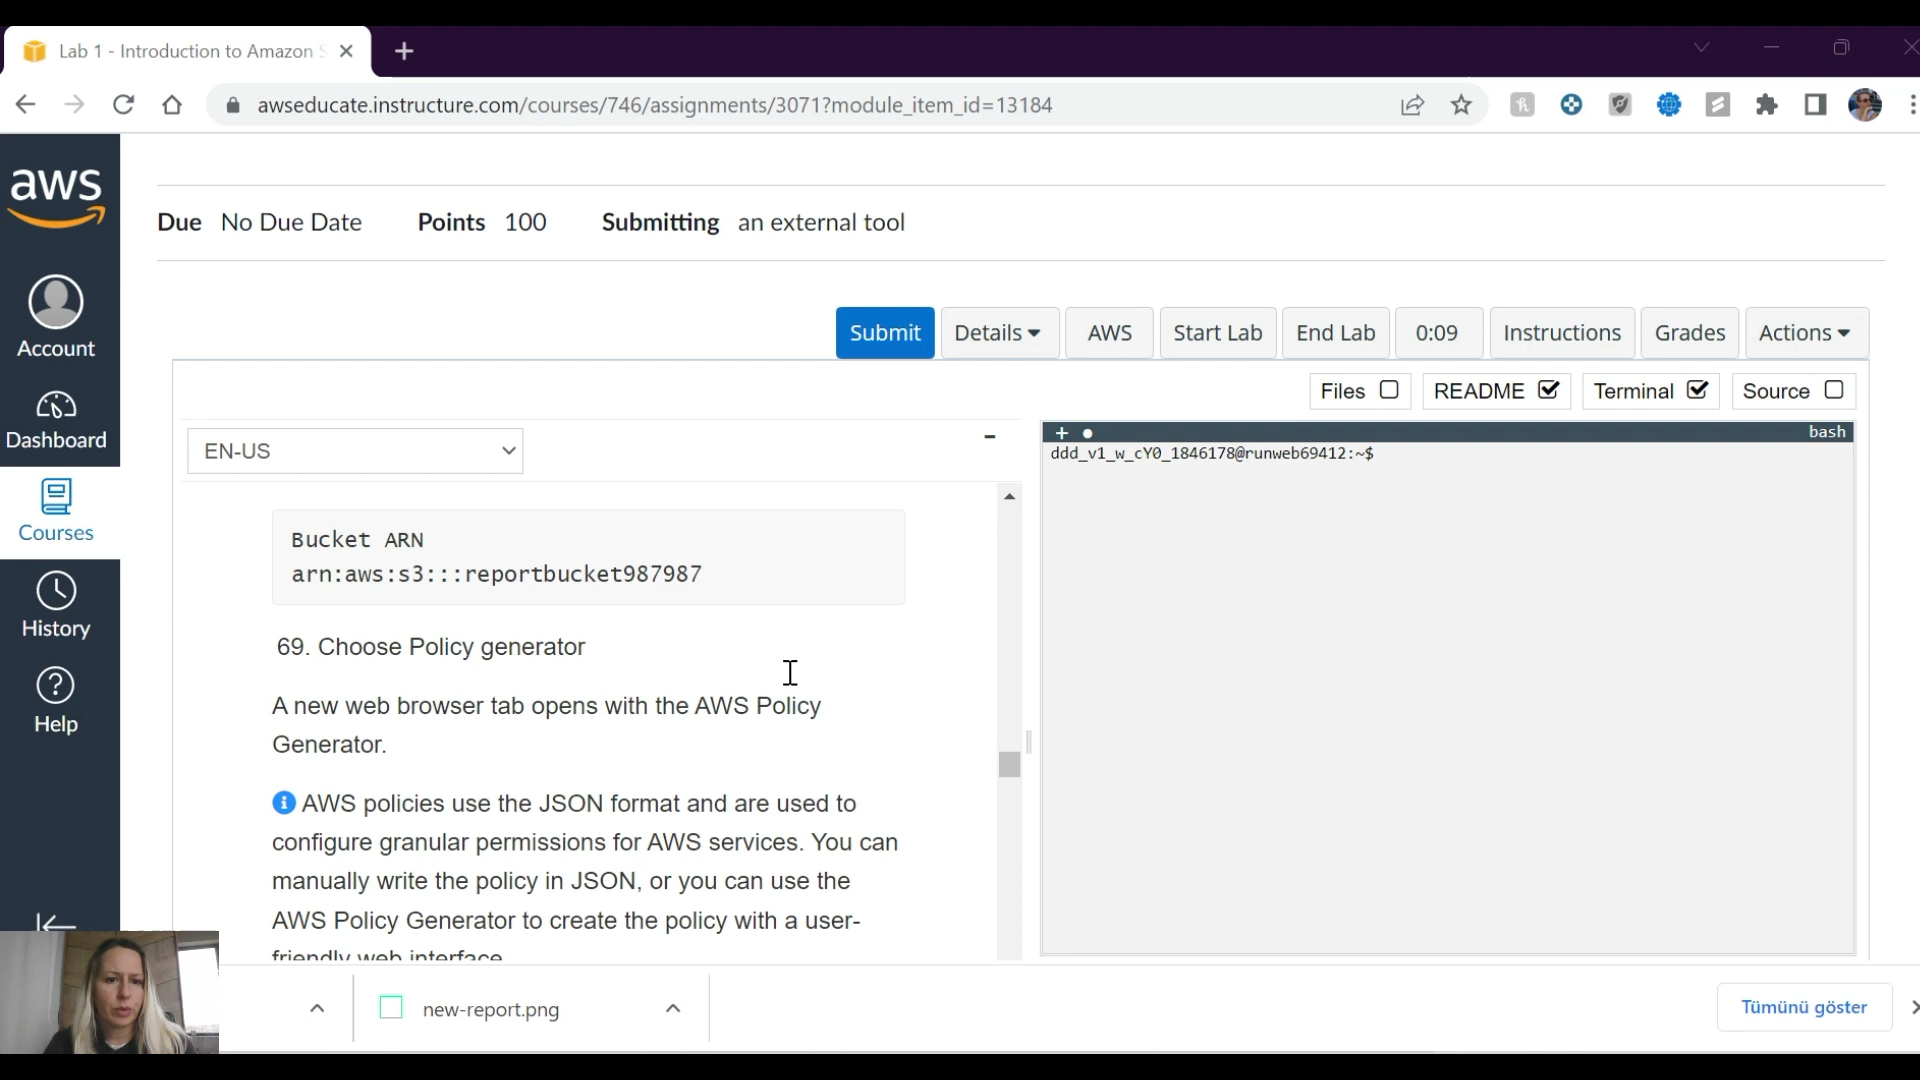 Lab 1 - Introduction to Amazon S
awseducate.instructure.com/courses/746/assignments/3071?module_item_id=13184
aws
Account
Dashboard
Courses
History
Help
Due No Due Date Points 100 Submitting an external tool
Submit Details AWS Start Lab End Lab 0:09 Instructions Grades Actions
Files README Terminal Source
EN-US
bash
ddd_v1_w_cY0_1846178@runweb69412:~$
Bucket ARN
arn:aws:s3:::reportbucket987987
69. Choose Policy generator
A new web browser tab opens with the AWS Policy
Generator.
AWS policies use the JSON format and are used to
configure granular permissions for AWS services. You can
manually write the policy in JSON, or you can use the
AWS Policy Generator to create the policy with a user-
friendly web interface.
new-report.png
Tümünü göster